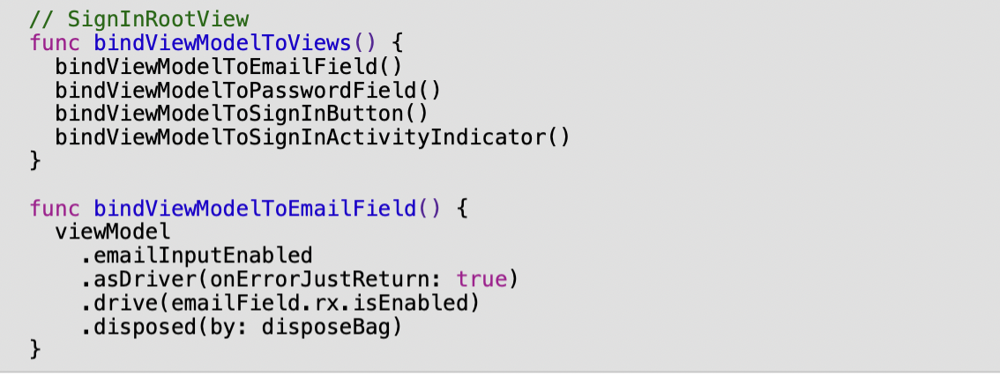 // SignInRootView
func bindViewModelToViews() {
  bindViewModelToEmailField()
  bindViewModelToPasswordField()
  bindViewModelToSignInButton()
  bindViewModelToSignInActivityIndicator()
}

func bindViewModelToEmailField() {
  viewModel
    .emailInputEnabled
    .asDriver(onErrorJustReturn: true)
    .drive(emailField.rx.isEnabled)
    .disposed(by: disposeBag)
}